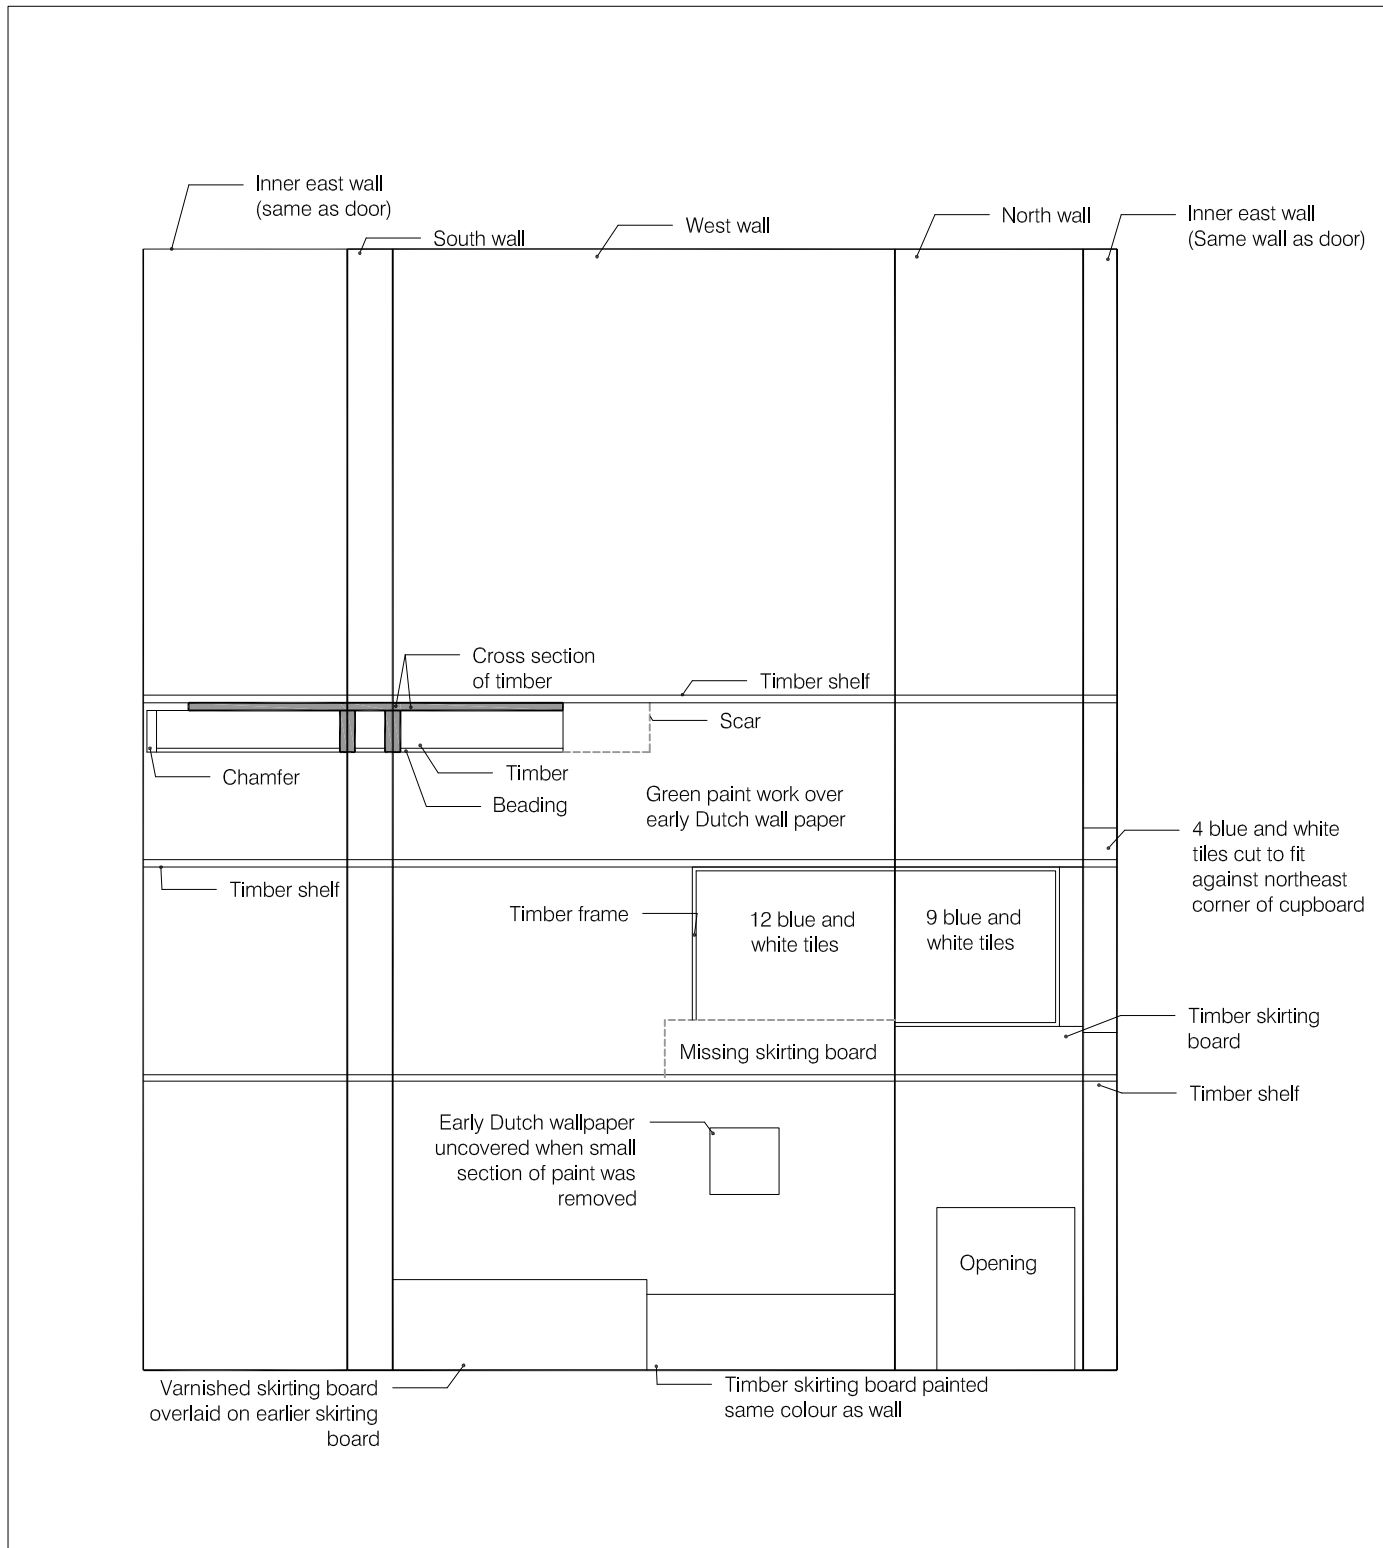 Inner east wall
(same as door)
South wall
West wall
North wall
Inner east wall
(Same wall as door)
Cross section
of timber
Timber shelf
Scar
Chamfer
Timber
Beading
Green paint work over
early Dutch wall paper
4 blue and white
tiles cut to fit
against northeast
corner of cupboard
Timber shelf
Timber frame
12 blue and
white tiles
9 blue and
white tiles
Timber skirting
board
Missing skirting board
Timber shelf
Early Dutch wallpaper
uncovered when small
section of paint was
removed
Opening
Varnished skirting board
overlaid on earlier skirting
board
Timber skirting board painted
same colour as wall